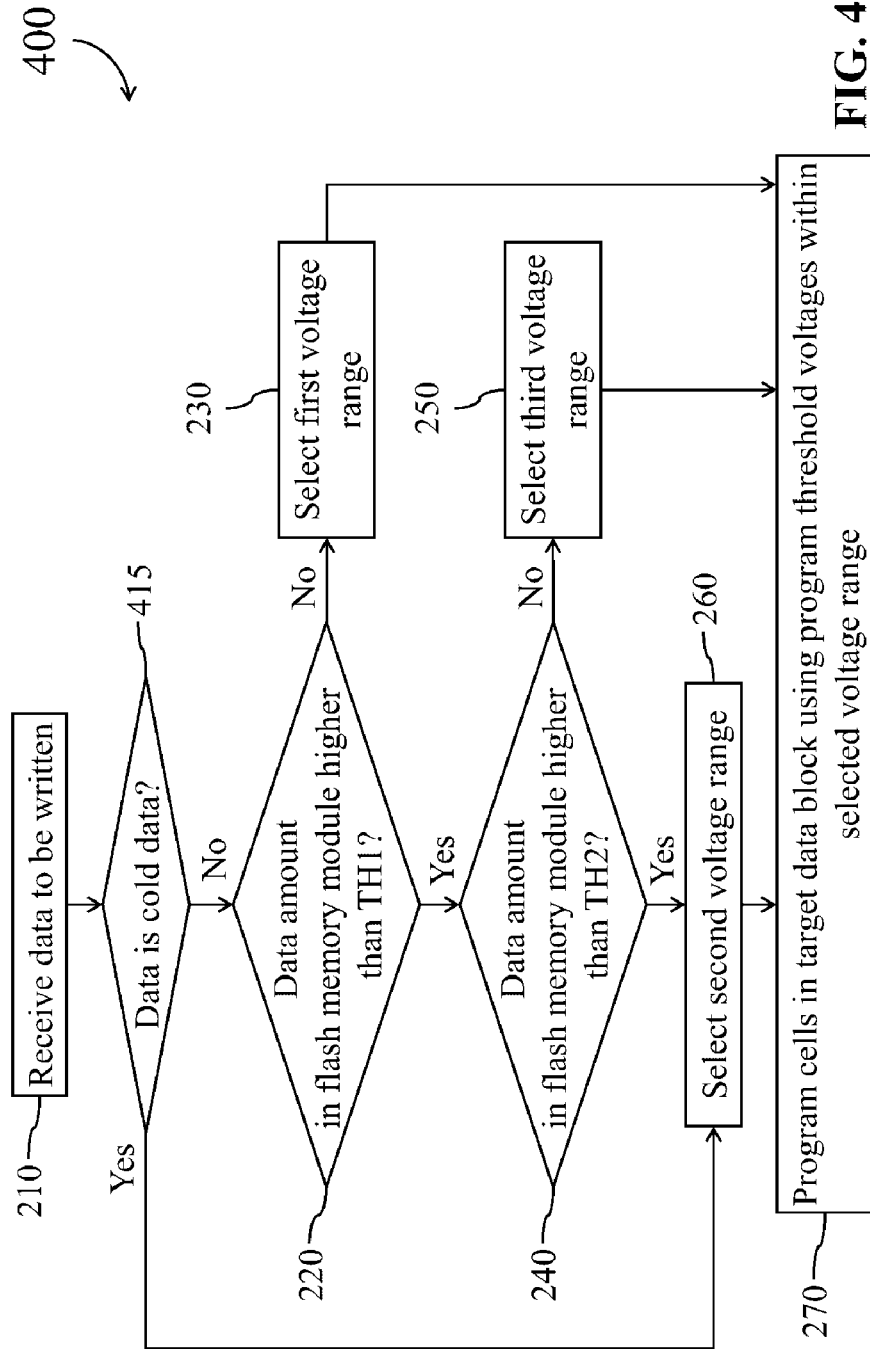 400
210
Receive data to be written
415
Data is cold data?
Yes
No
220
Data amount
in flash memory module higher
than TH1?
No
230
Select first voltage
range
Yes
240
Data amount
in flash memory module higher
than TH2?
No
250
Select third voltage
range
Yes
260
Select second voltage range
270
Program cells in target data block using program threshold voltages within
selected voltage range
FIG. 4